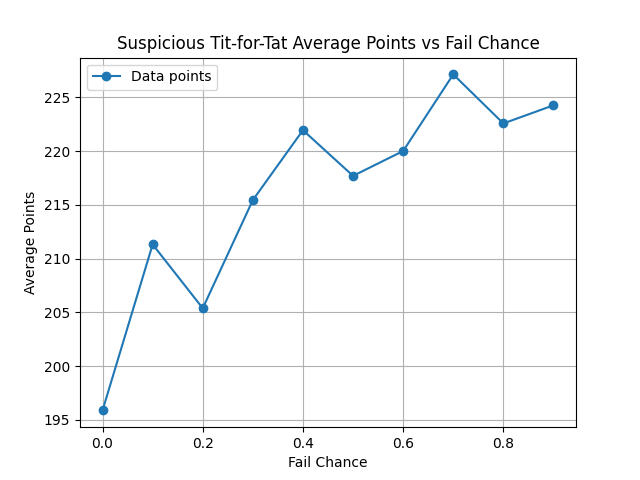 Suspicious Tit-for-Tat Average Points vs Fail Chance
Data points
225
220
215
210
205
200
195
Average Points
0.0 0.2 0.4 0.6 0.8
Fail Chance